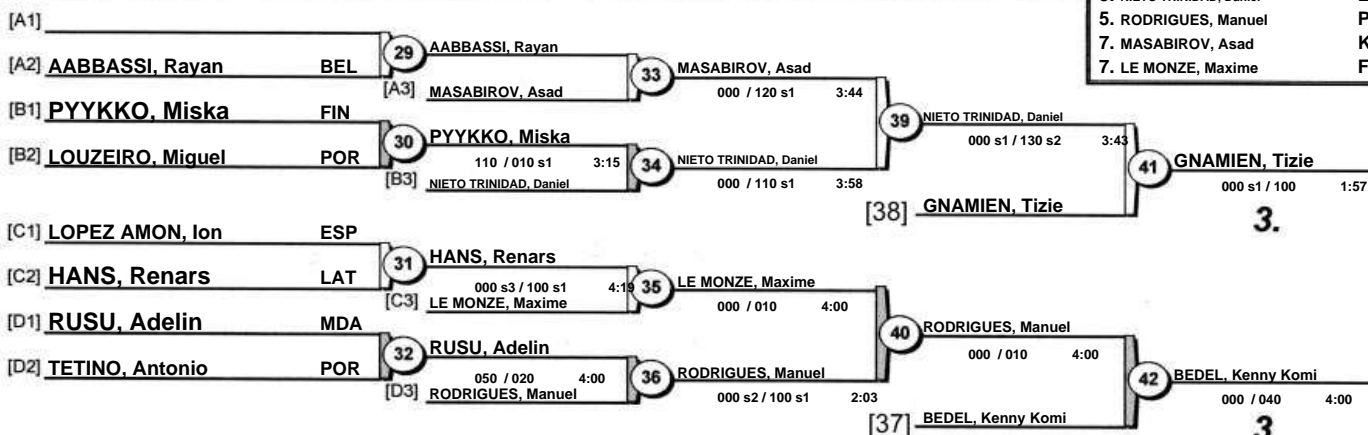 5. RODRIGUES, Manuel P
7. MASABIROV, Asad K
7. LE MONZE, Maxime F
[A1]
[A2] AABBASSI, Rayan BEL
29
AABBASSI, Rayan
[A3] MASABIROV, Asad
33
MASABIROV, Asad
000 / 120 s1 3:44
[B1] PYYKKO, Miska FIN
[B2] LOUZEIRO, Miguel POR
30
PYYKKO, Miska
110 / 010 s1 3:15
[B3] NIETO TRINIDAD, Daniel
34
NIETO TRINIDAD, Daniel
000 / 110 s1 3:58
39
NIETO TRINIDAD, Daniel
000 s1 / 130 s2 3:43
[38] GNAMIEN, Tizie
41
GNAMIEN, Tizie
000 s1 / 100 1:57
3.
[C1] LOPEZ AMON, Ion ESP
[C2] HANS, Renars LAT
31
HANS, Renars
000 s3 / 100 s1 4:19
[C3] LE MONZE, Maxime
35
LE MONZE, Maxime
000 / 010 4:00
[D1] RUSU, Adelin MDA
[D2] TETINO, Antonio POR
32
RUSU, Adelin
050 / 020 4:00
[D3] RODRIGUES, Manuel
36
RODRIGUES, Manuel
000 s2 / 100 s1 2:03
40
RODRIGUES, Manuel
000 / 010 4:00
[37] BEDEL, Kenny Komi
42
BEDEL, Kenny Komi
000 / 040 4:00
3